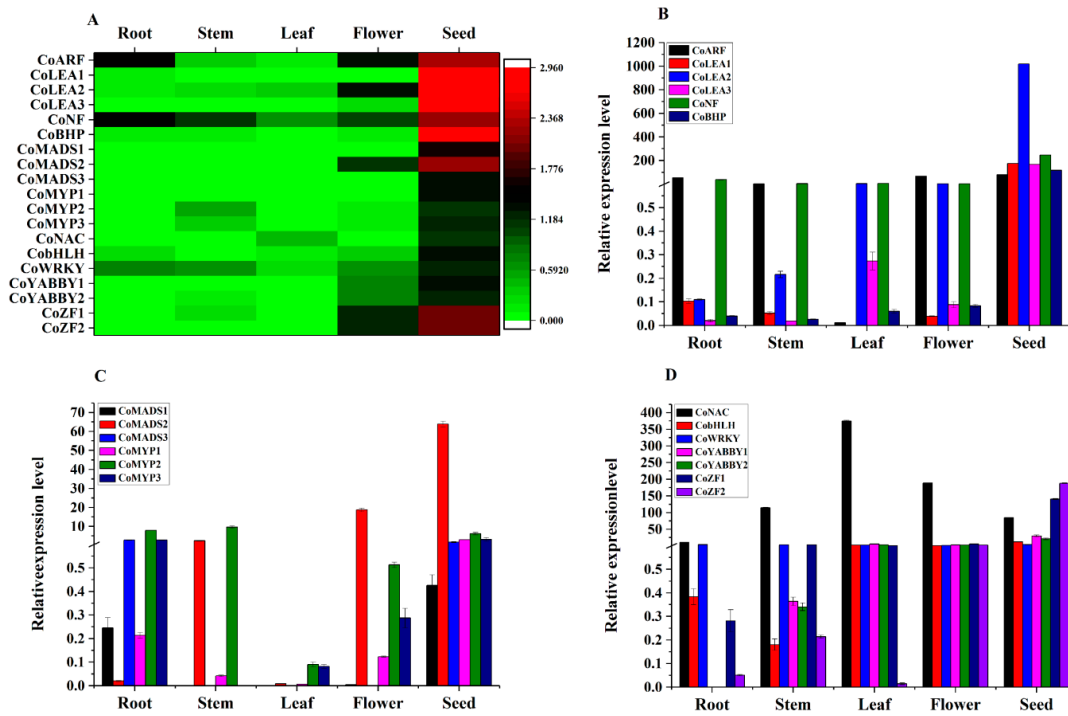 A
Root Stem Leaf Flower Seed
CoARF
CoLEA1
CoLEA2
CoLEA3
CoNF
CoBHP
CoMADS1
CoMADS2
CoMADS3
CoMYP1
CoMYP2
CoMYP3
CoNAC
CobHLH
CoWRKY
CoYABBY1
CoYABBY2
CoZF1
CoZF2
2.960
2.368
1.776
1.184
0.5920
0.000
B
Relative expression level
1200
1000
800
600
400
200
0.5
0.4
0.3
0.2
0.1
0.0
CoARF
CoLEA1
CoLEA2
CoLEA3
CoNF
CoBHP
Root Stem Leaf Flower Seed
C
Relativeexpression level
70
60
50
40
30
20
10
0.5
0.4
0.3
0.2
0.1
0.0
CoMADS1
CoMADS2
CoMADS3
CoMYP1
CoMYP2
CoMYP3
Root Stem Leaf Flower Seed
D
Relative expressionlevel
400
350
300
250
200
150
100
50
0.5
0.4
0.3
0.2
0.1
0.0
CoNAC
CobHLH
CoWRKY
CoYABBY1
CoYABBY2
CoZF1
CoZF2
Root Stem Leaf Flower Seed